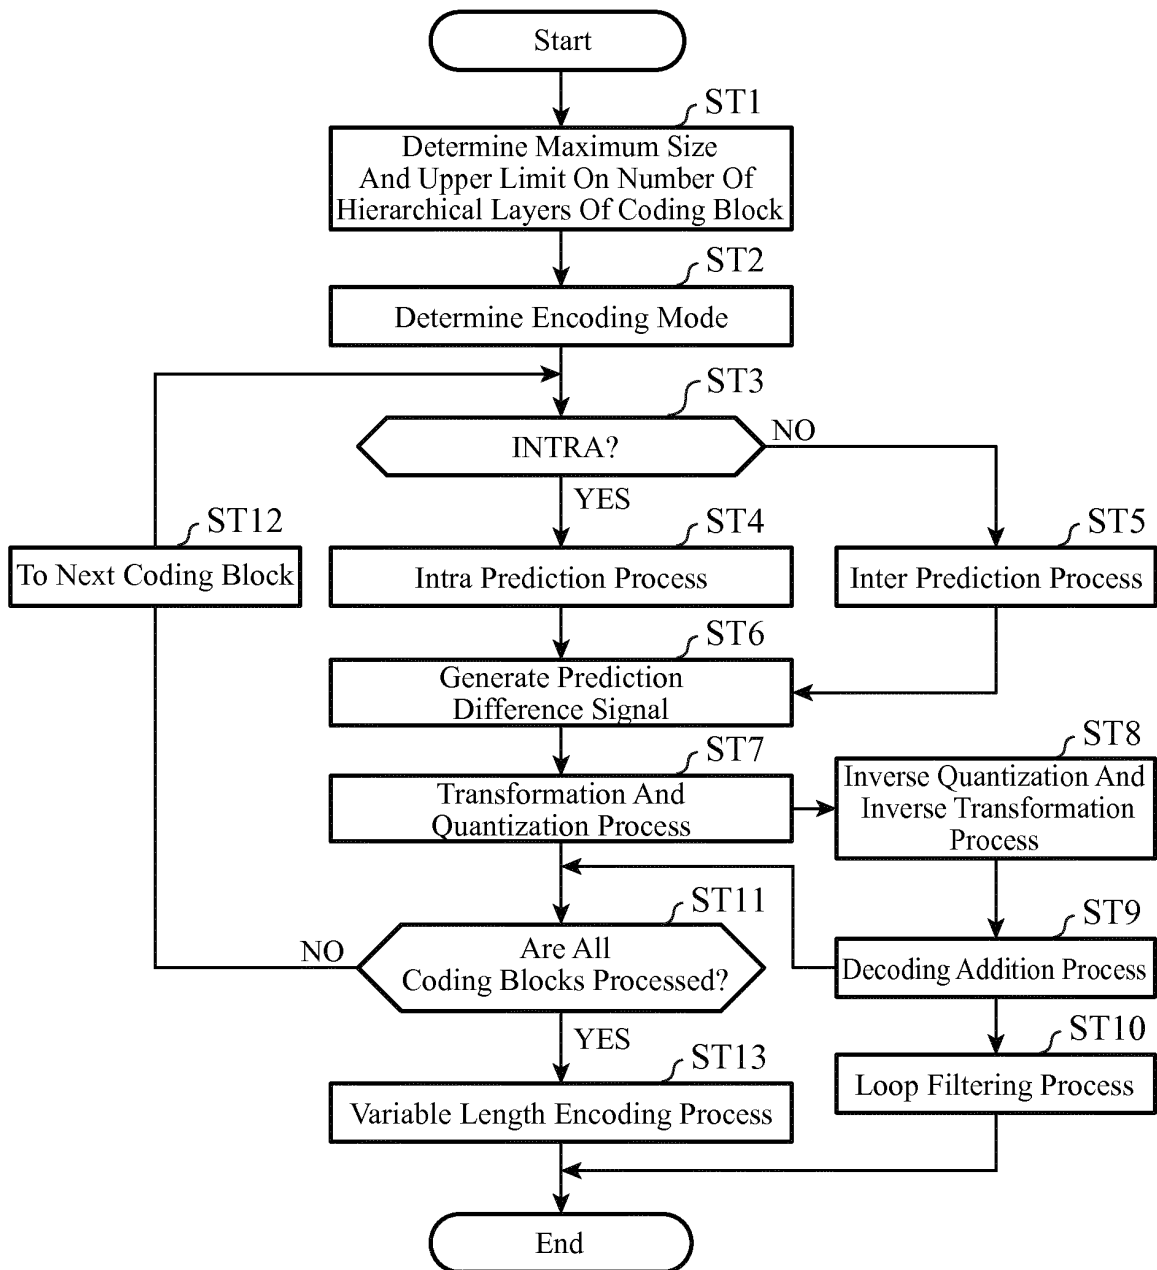 Start
ST1
Determine Maximum Size
And Upper Limit On Number Of
Hierarchical Layers Of Coding Block
ST2
Determine Encoding Mode
ST3
INTRA?
NO
YES
ST12
To Next Coding Block
ST4
Intra Prediction Process
ST5
Inter Prediction Process
ST6
Generate Prediction
Difference Signal
ST7
Transformation And
Quantization Process
ST8
Inverse Quantization And
Inverse Transformation
Process
ST9
Decoding Addition Process
ST11
Are All
Coding Blocks Processed?
NO
YES
ST10
Loop Filtering Process
ST13
Variable Length Encoding Process
End